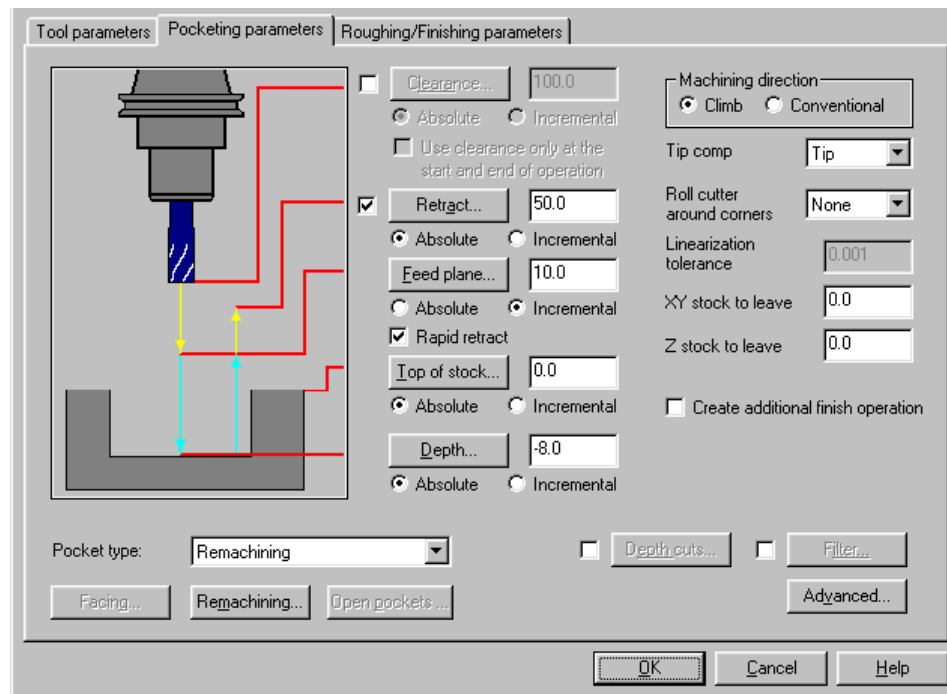 Tool parameters Pocketing parameters Roughing/Finishing parameters
Clearance... 100.0
Absolute Incremental
Use clearance only at the
start and end of operation
Retract... 50.0
Absolute Incremental
Feed plane... 10.0
Absolute Incremental
Rapid retract
Top of stock... 0.0
Absolute Incremental
Depth... -8.0
Absolute Incremental
Machining direction
Climb Conventional
Tip comp Tip
Roll cutter
around corners None
Linearization
tolerance 0.001
XY stock to leave 0.0
Z stock to leave 0.0
Create additional finish operation
Pocket type: Remachining
Depth cuts... Filter...
Facing... Remachining... Open pockets ... Advanced...
OK Cancel Help